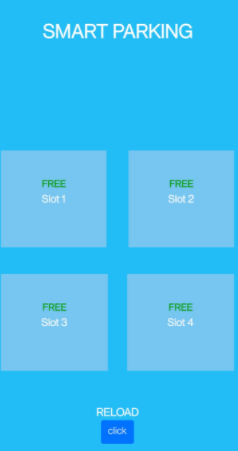 SMART PARKING
FREE
Slot 1
FREE
Slot 2
FREE
Slot 3
FREE
Slot 4
RELOAD
click